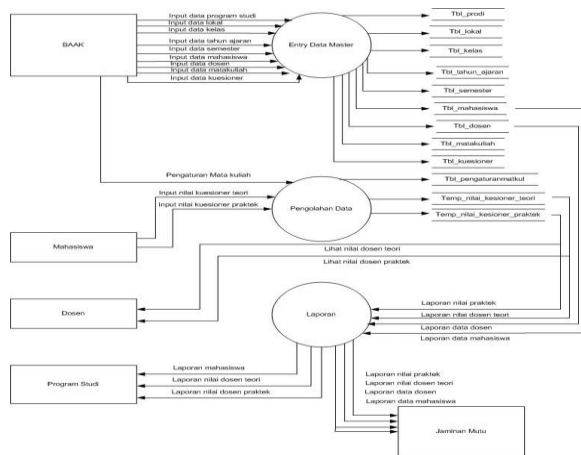 Input data program studi
Input data lokal
Input data kelas
Input data tahun ajaran
Input data semester
Input data mahasiswa
Input data dosen
Input data matakuliah
Input data kuesioner
BAAK
Entry Data Master
Tbl_prodi
Tbl_lokal
Tbl_kelas
Tbl_tahun_ajaran
Tbl_semester
Tbl_mahasiswa
Tbl_dosen
Tbl_matakuliah
Tbl_kuesioner
Tbl_pengaturanmatkul
Temp_nilai_kesioner_teori
Temp_nilai_kesioner_praktek
Pengaturan Mata kuliah
Input nilai kuesioner teori
Input nilai kuesioner praktek
Pengolahan Data
Mahasiswa
Lihat nilai dosen teori
Lihat nilai dosen praktek
Dosen
Laporan
Laporan nilai praktek
Laporan nilai dosen teori
Laporan data dosen
Laporan data mahasiswa
Laporan mahasiswa
Laporan nilai dosen teori
Laporan nilai dosen praktek
Program Studi
Laporan nilai praktek
Laporan nilai dosen teori
Laporan data dosen
Laporan data mahasiswa
Jaminan Mutu